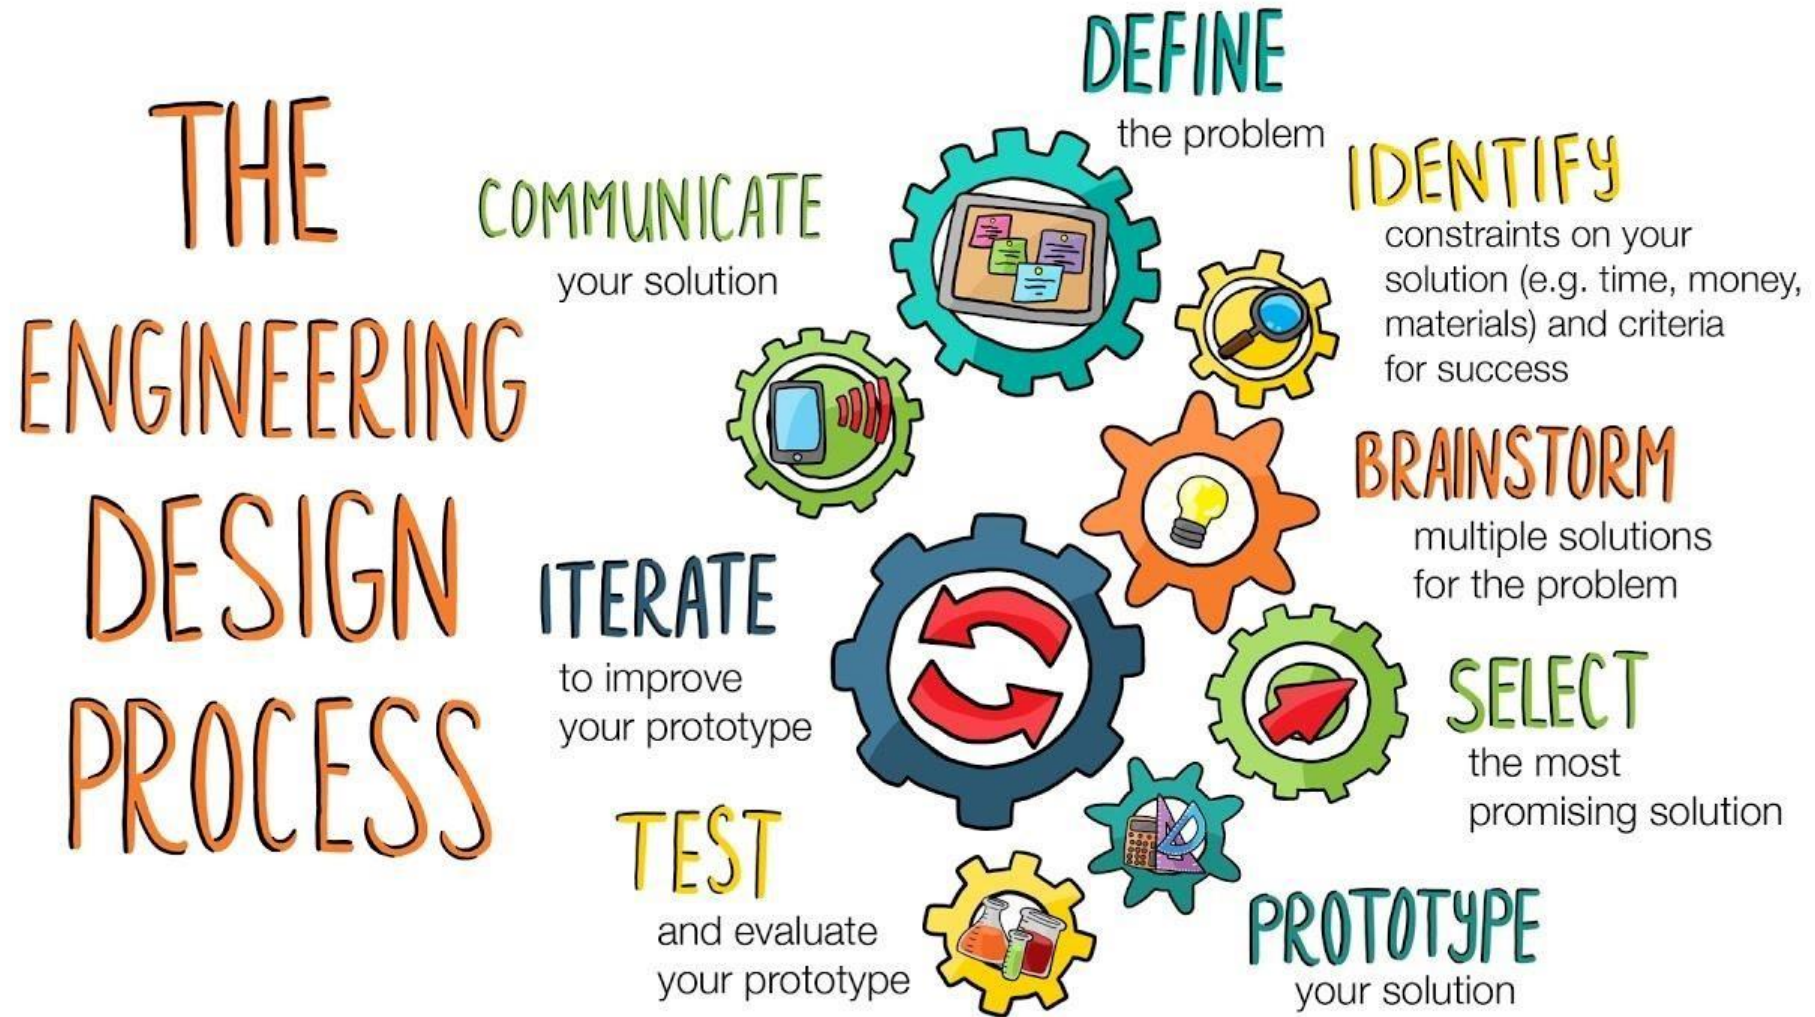 THE
ENGINEERING
DESIGN
PROCESS
DEFINE
the problem
IDENTIFY
constraints on your
solution (e.g. time, money,
materials) and criteria
for success
BRAINSTORM
multiple solutions
for the problem
SELECT
the most
promising solution
PROTOTYPE
your solution
TEST
and evaluate
your prototype
ITERATE
to improve
your prototype
COMMUNICATE
your solution